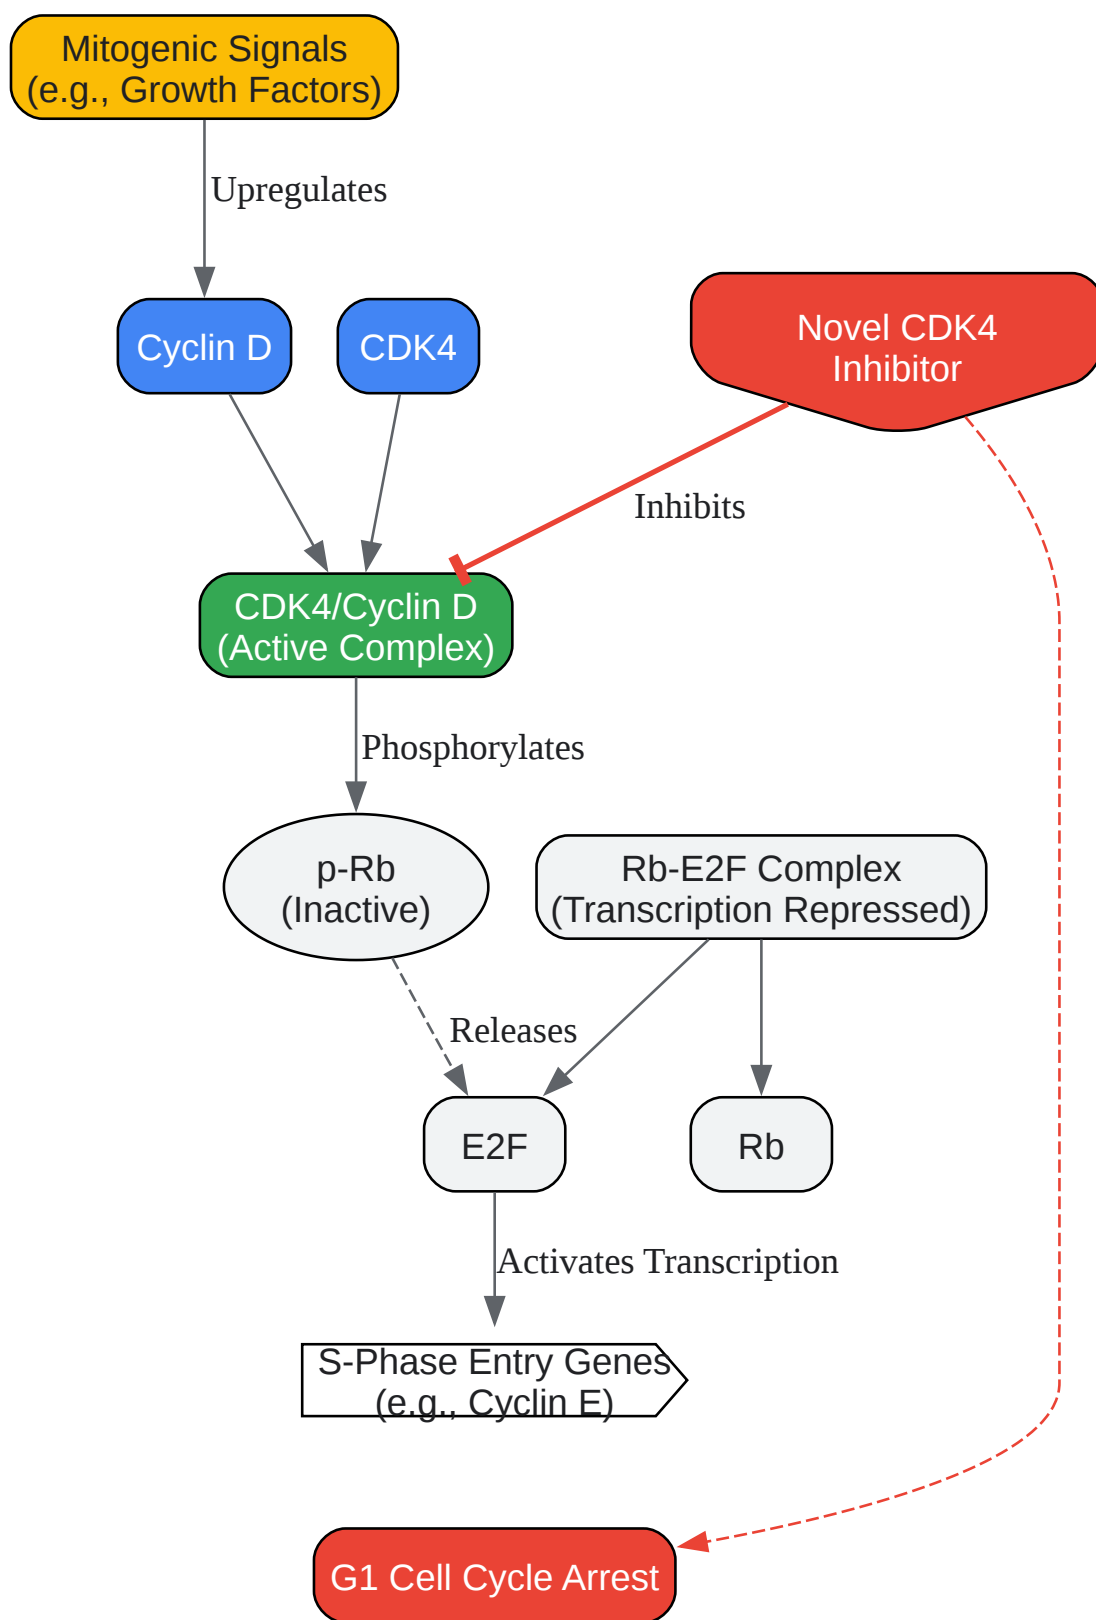 Mitogenic Signals
(e.g., Growth Factors)
Upregulates
Cyclin D
CDK4
Novel CDK4
Inhibitor
Inhibits
CDK4/Cyclin D
(Active Complex)
Phosphorylates
p-Rb
(Inactive)
Rb-E2F Complex
(Transcription Repressed)
Releases
E2F
Rb
Activates Transcription
S-Phase Entry Genes
(e.g., Cyclin E)
G1 Cell Cycle Arrest